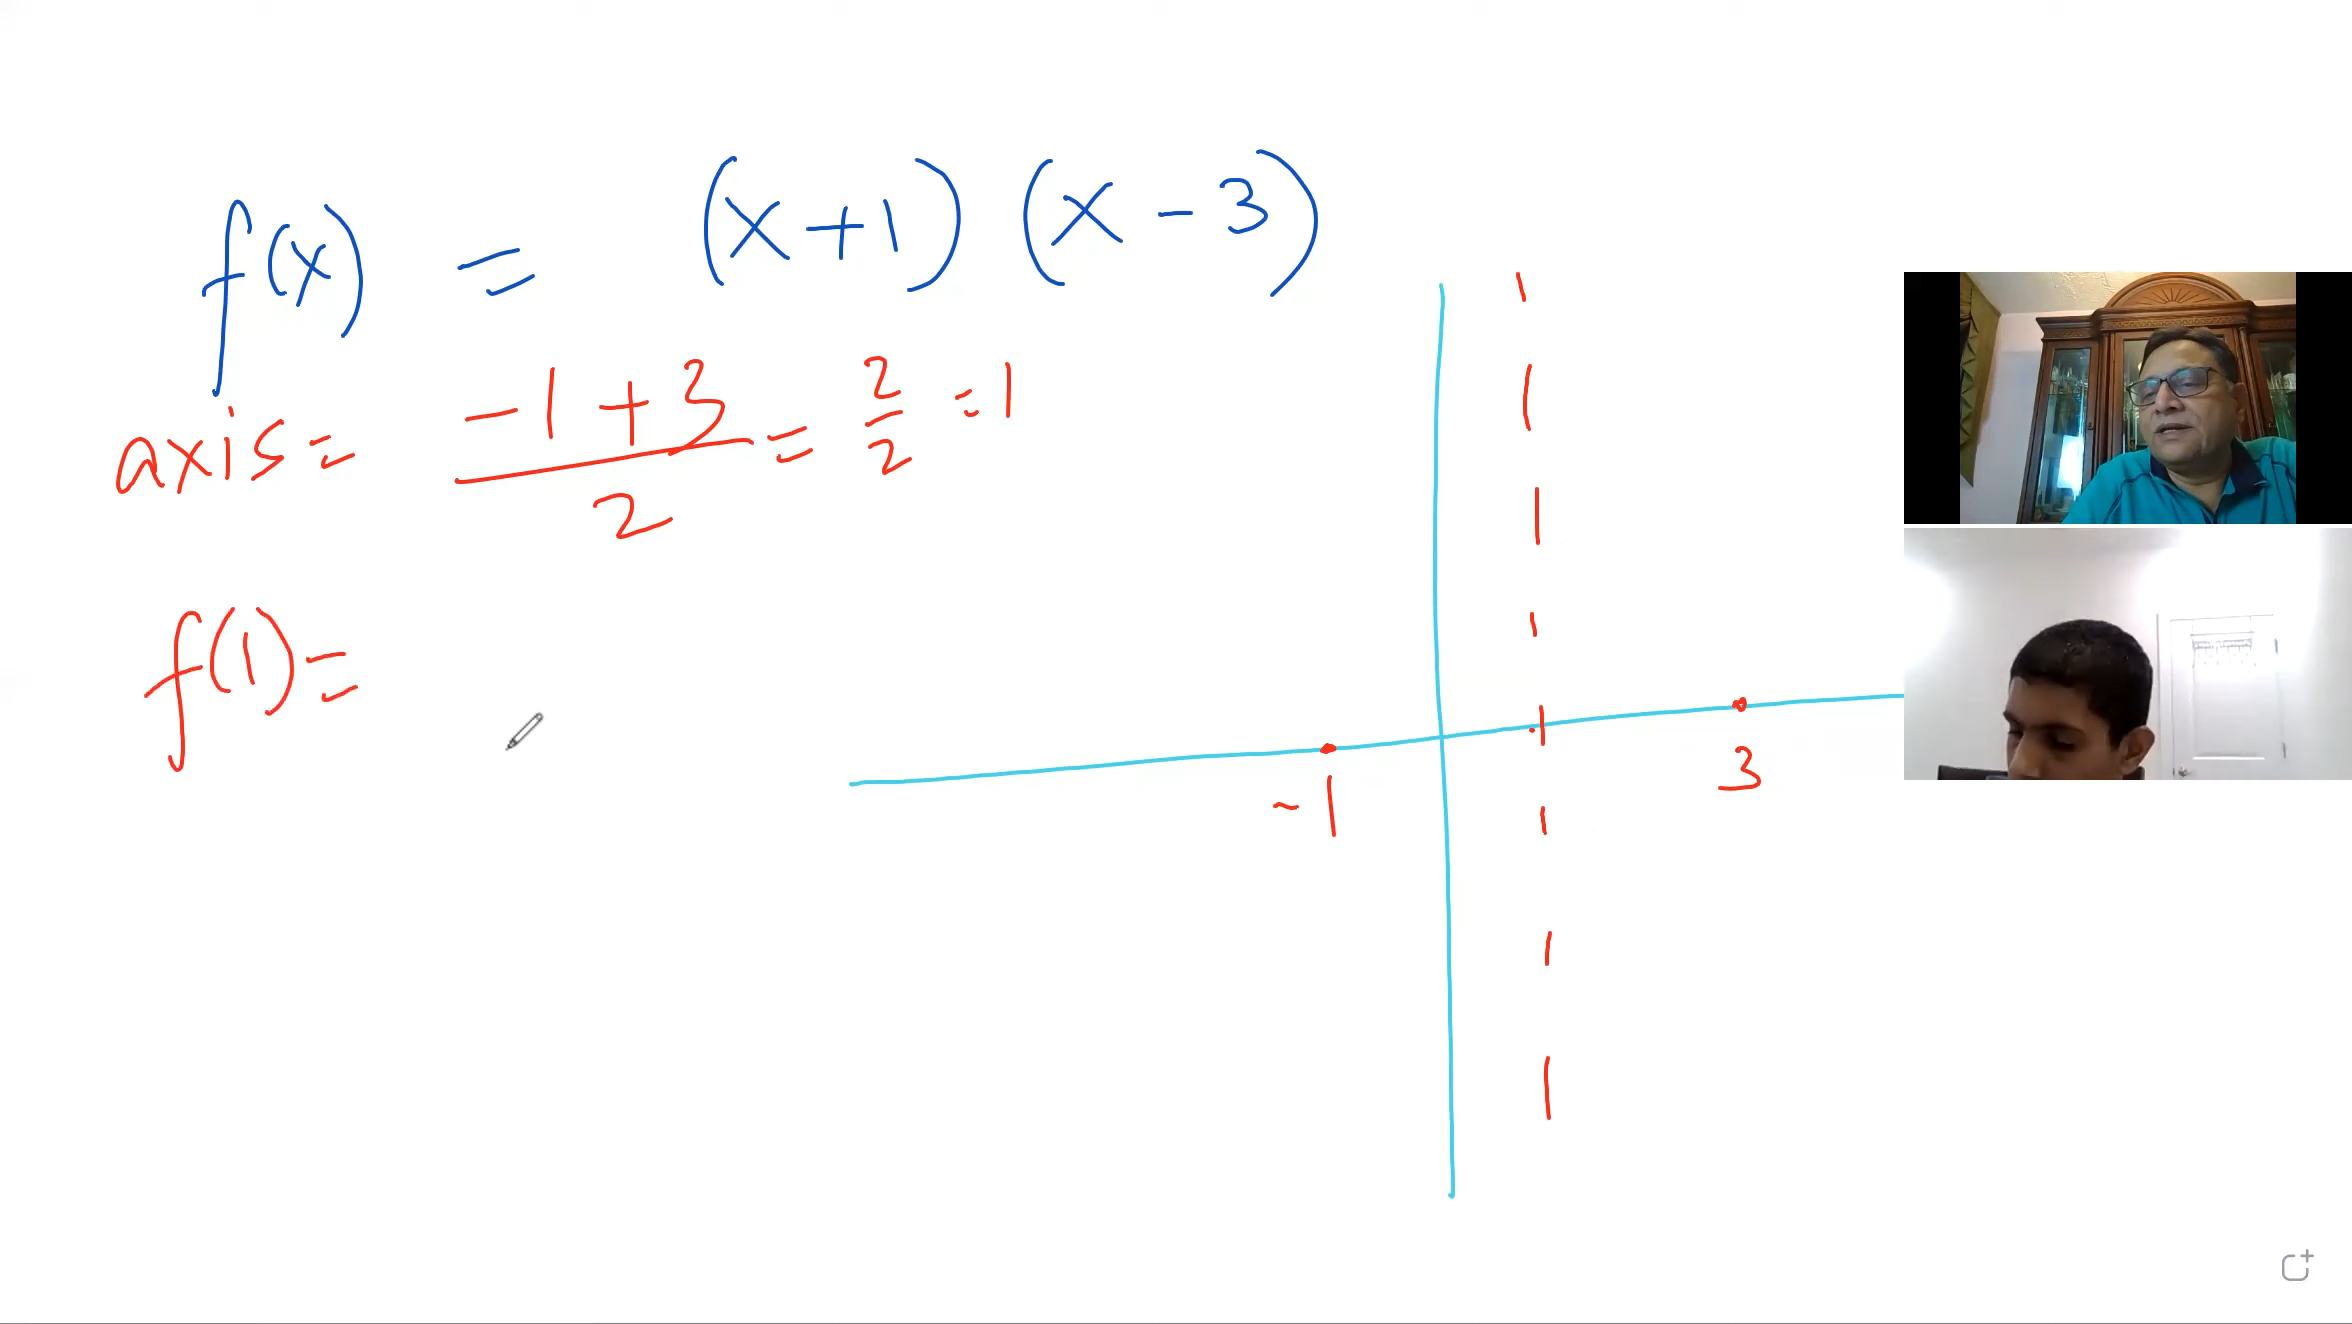 f(x) = (x+1) (x-3)
axis = -1+3/2 = 2/2 = 1
f(1) =
-1
3